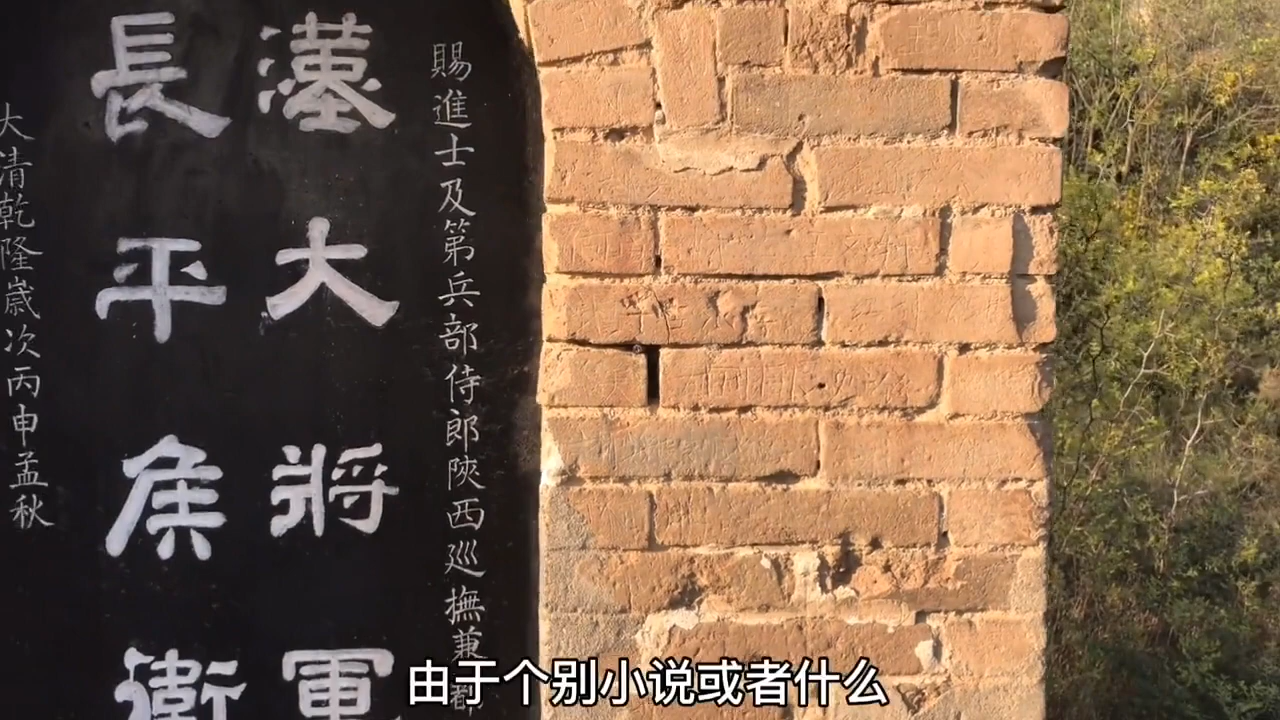 賜進士及第兵部侍郎陝西巡撫兼都
漢大將軍
長平侯衛
大清乾隆嵗次丙申孟秋
由于个别小说或者什么